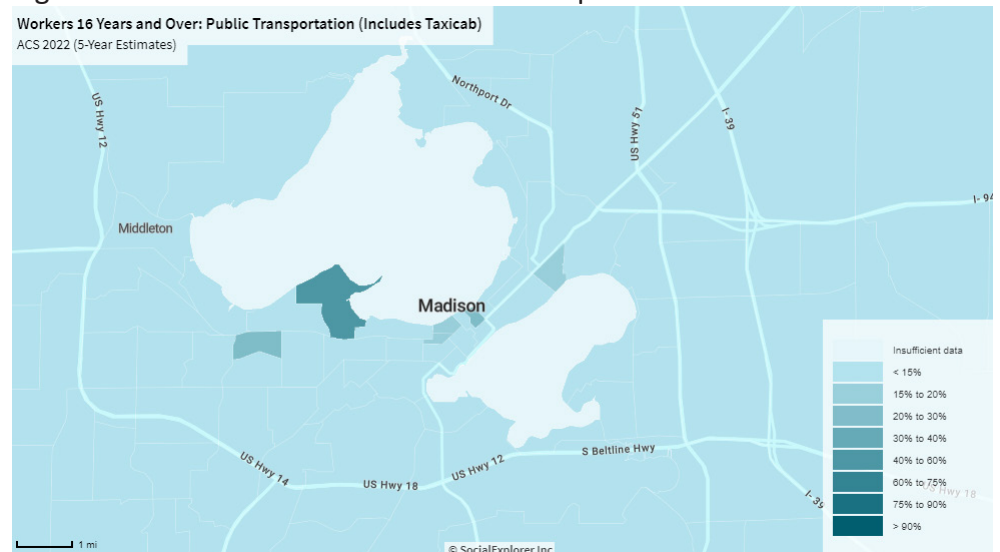 Workers 16 Years and Over: Public Transportation (Includes Taxicab)
ACS 2022 (5-Year Estimates)
US Hwy 12
Northport Dr
US Hwy 51
I- 39
I- 94
Middleton
Madison
US Hwy 14
US Hwy 18
US Hwy 12
S Beltline Hwy
I- 39
US Hwy 18
Insufficient data
< 15%
15% to 20%
20% to 30%
30% to 40%
40% to 60%
60% to 75%
75% to 90%
> 90%
1 mi
© SocialExplorer Inc